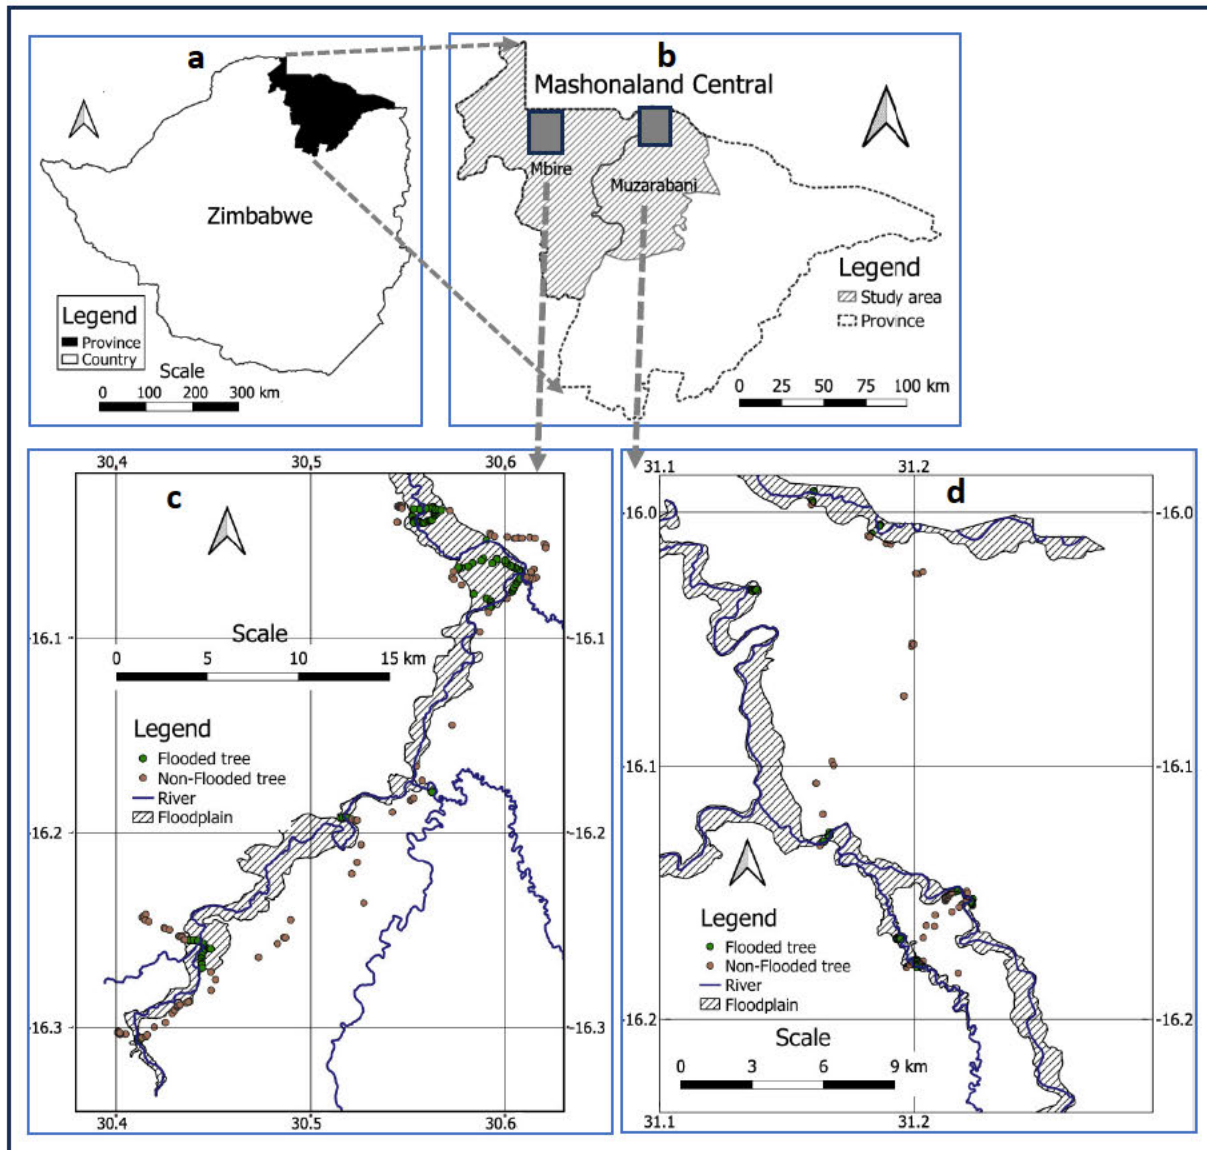 a
Zimbabwe
Legend
Province
Country
Scale
0 100 200 300 km
b
Mashonaland Central
Mbire
Muzarabani
Legend
Study area
Province
0 25 50 75 100 km
c
30.4 30.5 30.6
16.1 -16.1
Scale
0 5 10 15 km
Legend
Flooded tree
Non-Flooded tree
River
Floodplain
16.2 -16.2
16.3 -16.3
30.4 30.5 30.6
d
31.1 31.2
-16.0 -16.0
16.1 -16.1
Legend
Flooded tree
Non-Flooded tree
River
Floodplain
16.2 -16.2
Scale
0 3 6 9 km
31.1 31.2